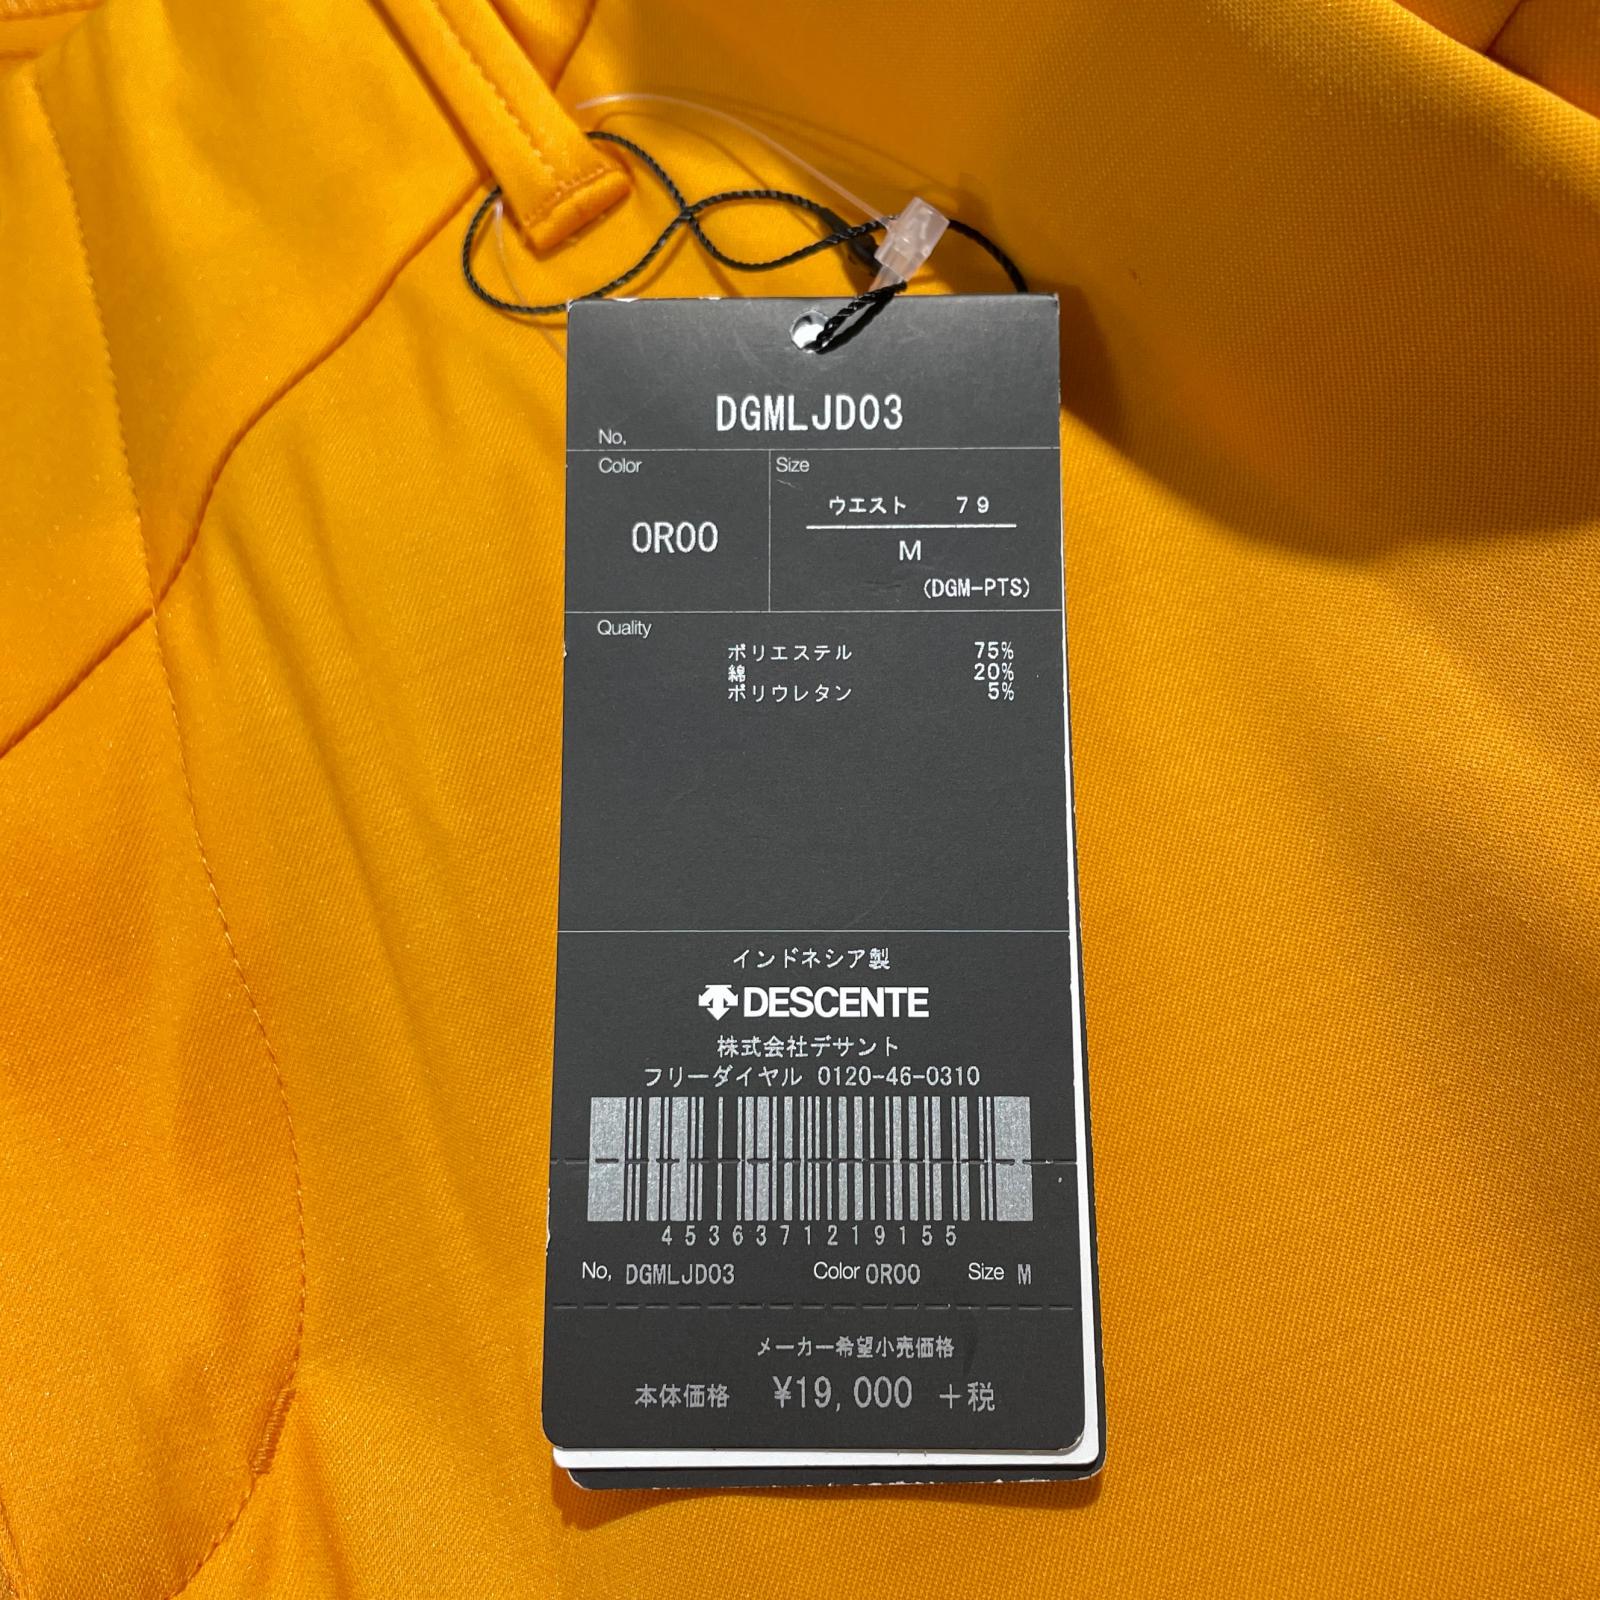 DGMLJD03
No,
Color
Size
0R00
ウエスト 79
M
(DGM-PTS)
Quality
ポリエステル 75%
綿 20%
ポリウレタン 5%
インドネシア製
DESCENTE
株式会社デサント
フリーダイヤル 0120-46-0310
4536371219155
No, DGMLJD03 Color 0R00 Size M
メーカー希望小売価格
本体価格 ¥19,000 +税